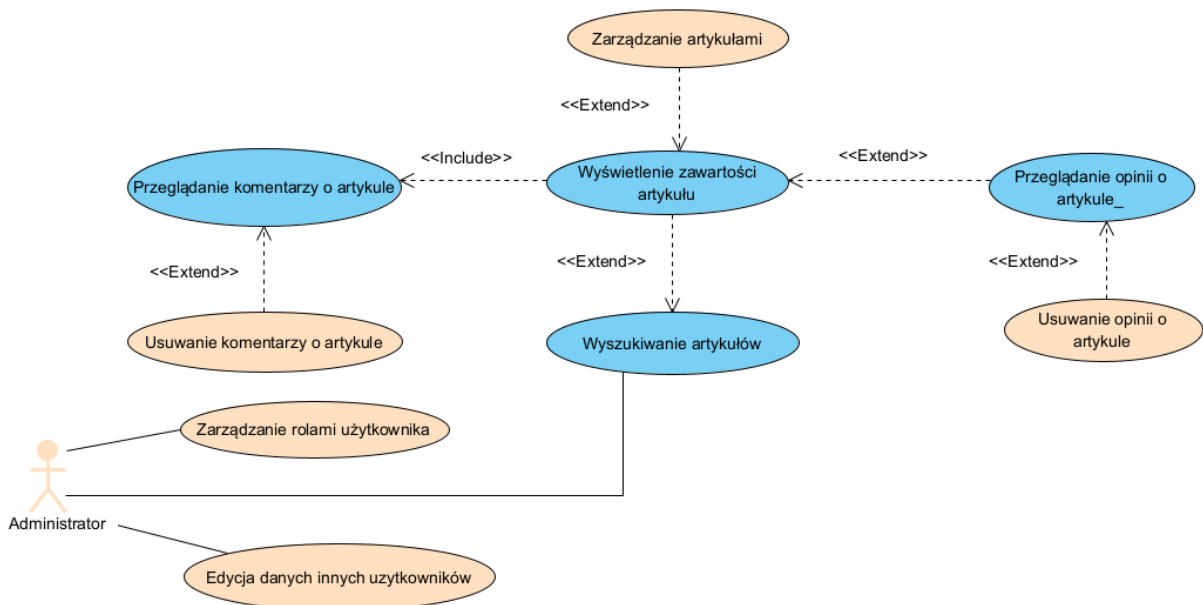 Zarządzanie artykułami
<<Extend>>
<<Include>>
<<Extend>>
Przeglądanie komentarzy o artykule
Wyświetlenie zawartości
artykułu
Przeglądanie opinii o
artykule_
<<Extend>>
<<Extend>>
<<Extend>>
Usuwanie komentarzy o artykule
Wyszukiwanie artykułów
Usuwanie opinii o
artykule
Zarządzanie rolami użytkownika
Administrator
Edycja danych innych uzytkowników